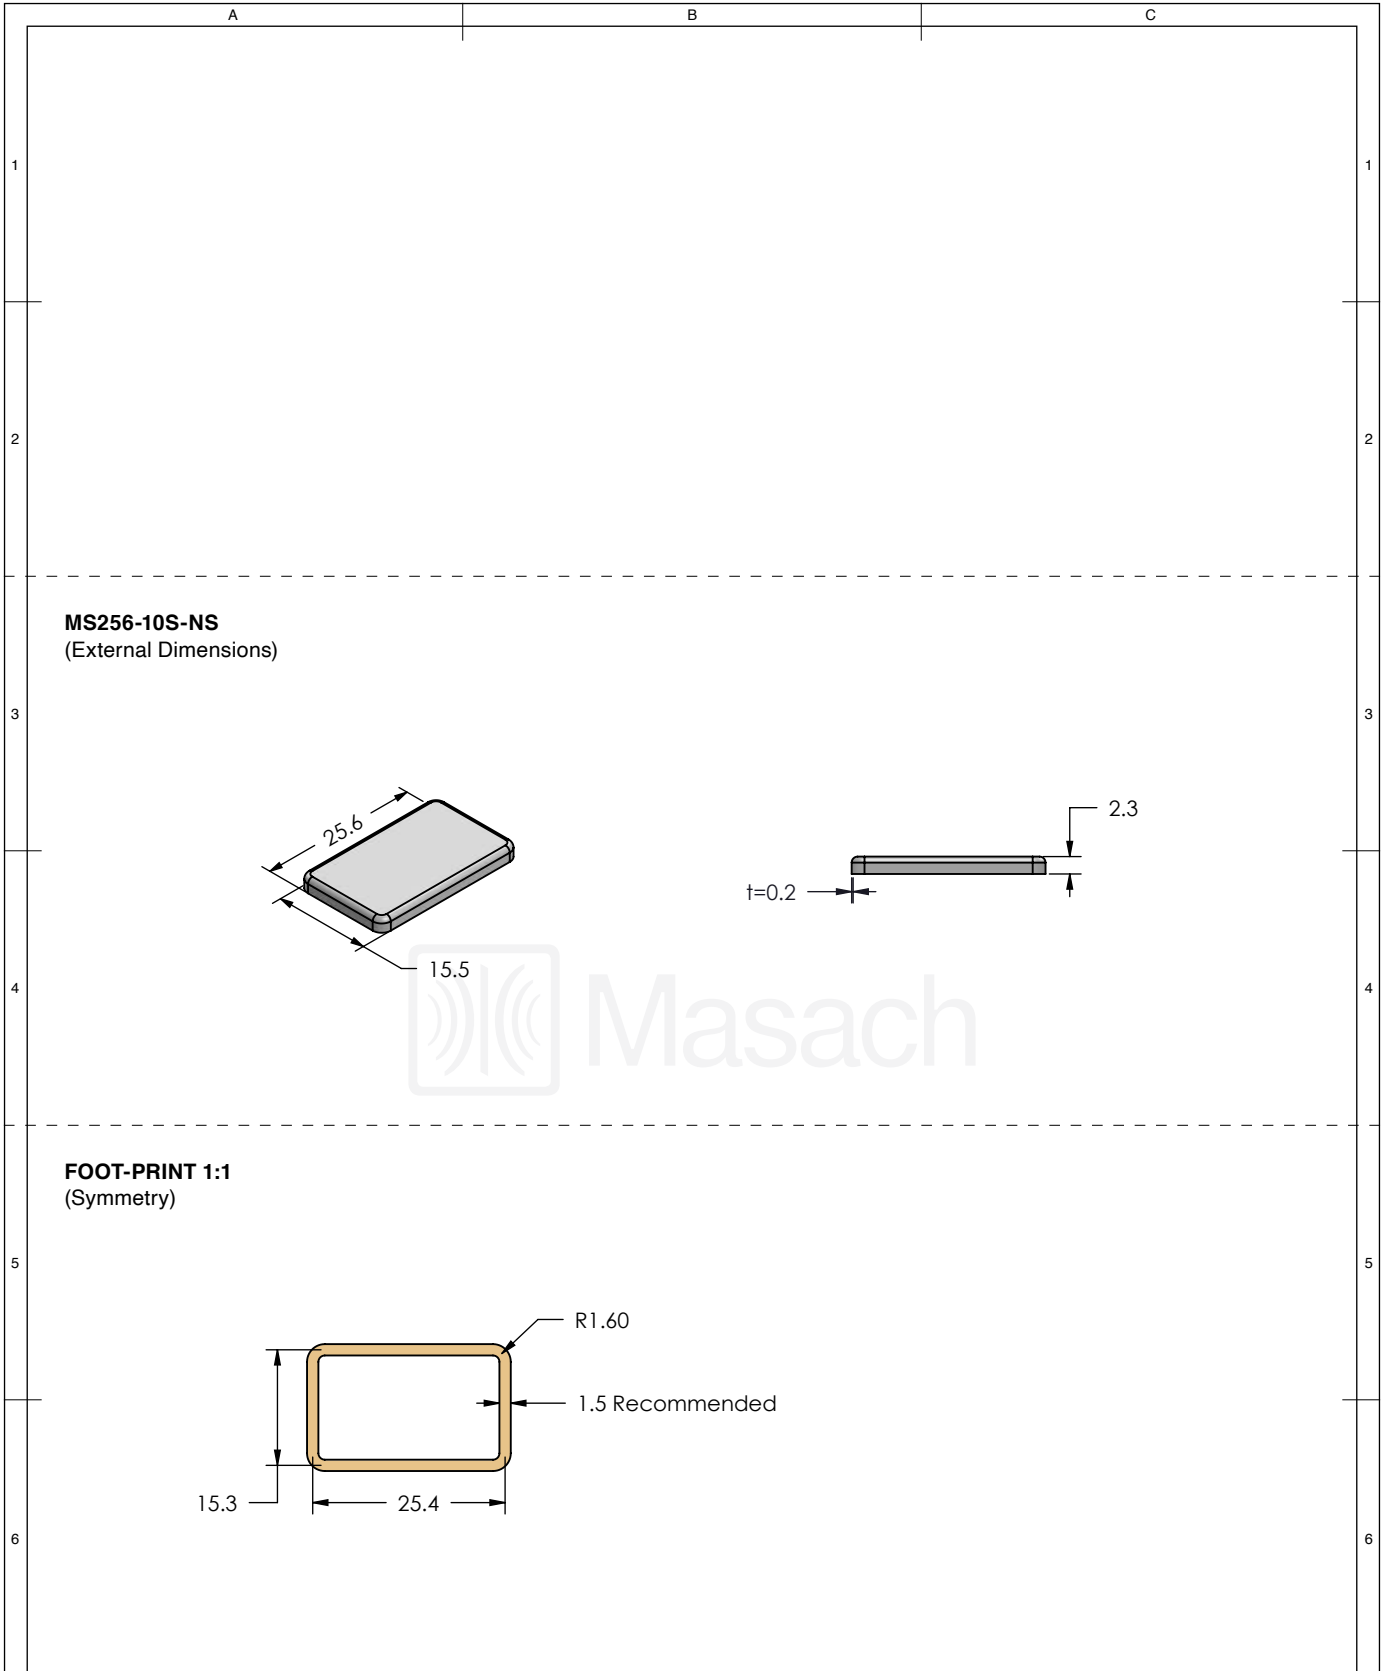 A B C
1 1
2 2
MS256-10S-NS
(External Dimensions)
3 3
25.6
2.3
t=0.2
15.5
Masach
4 4
FOOT-PRINT 1:1
(Symmetry)
5 5
R1.60
1.5 Recommended
15.3
25.4
6 6